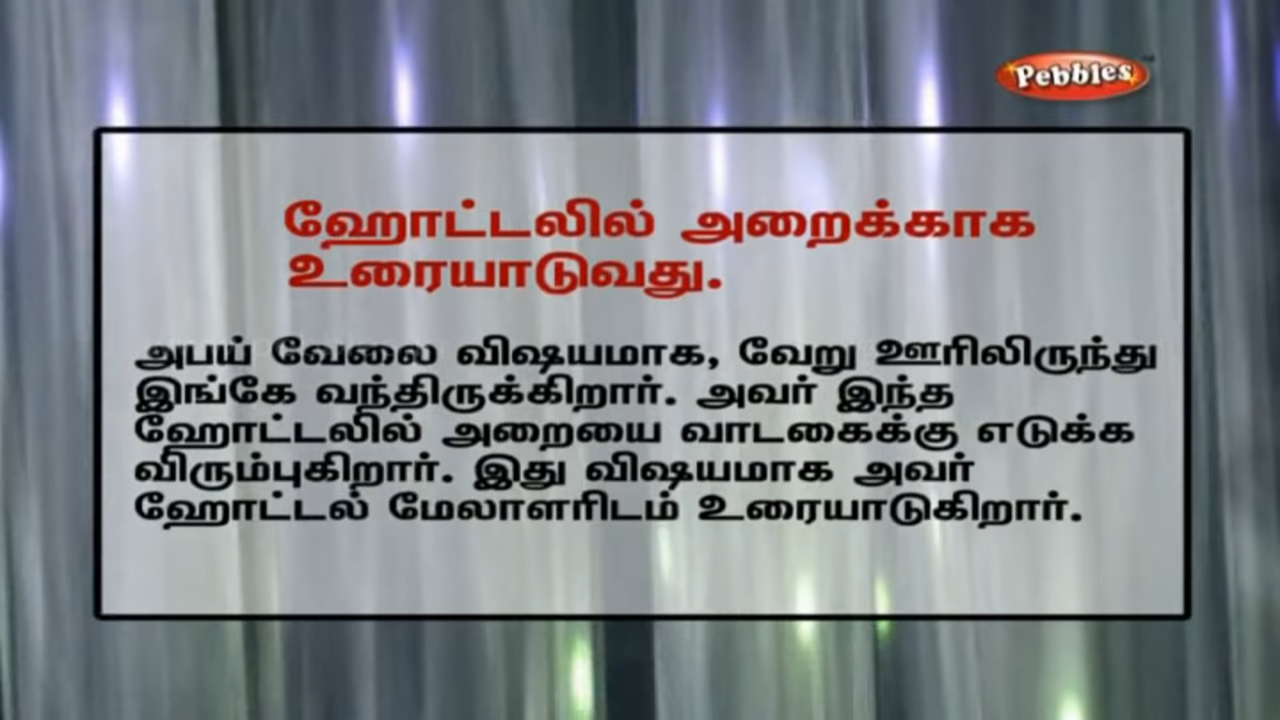 Pebbles
ஹோட்டலில் அறைக்காக
உரையாடுவது.
அபய் வேலை விஷயமாக, வேறு ஊரிலிருந்து
இங்கே வந்திருக்கிறார். அவர் இந்த
ஹோட்டலில் அறையை வாடகைக்கு எடுக்க
விரும்புகிறார். இது விஷயமாக அவர்
ஹோட்டல் மேலாளரிடம் உரையாடுகிறார்.